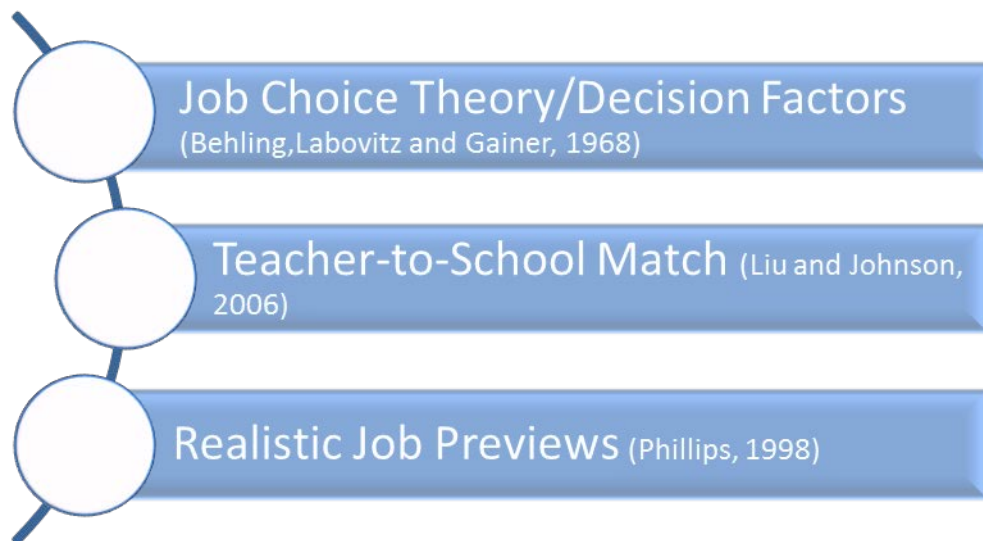 Job Choice Theory/Decision Factors
(Behling,Labovitz and Gainer, 1968)
Teacher-to-School Match (Liu and Johnson,
2006)
Realistic Job Previews (Phillips, 1998)